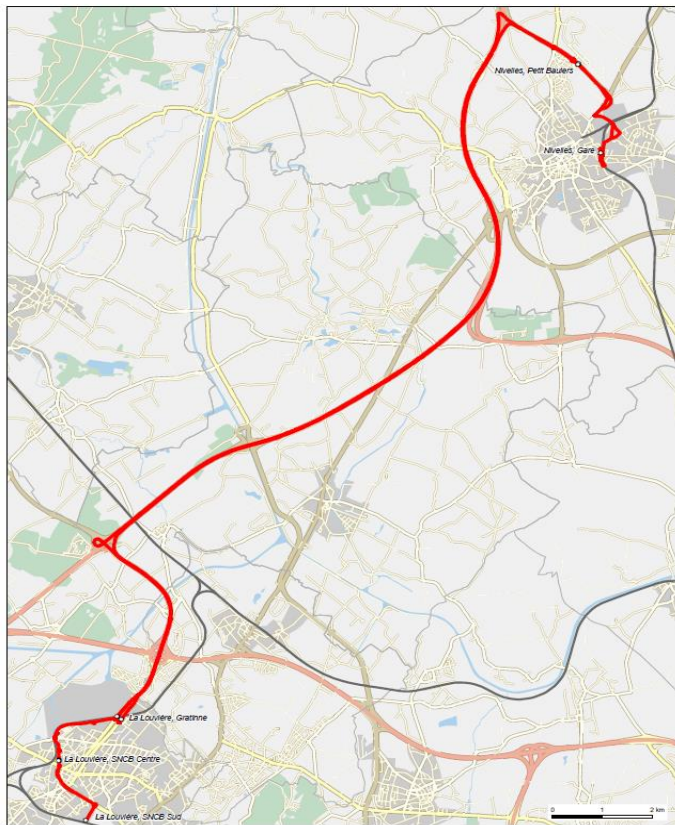 Nivelles, Petit Baulers
Nivelles, Gare
La Louvière, Gratinne
La Louvière, SNCB Centre
La Louvière, SNCB Sud
0 1 2 km